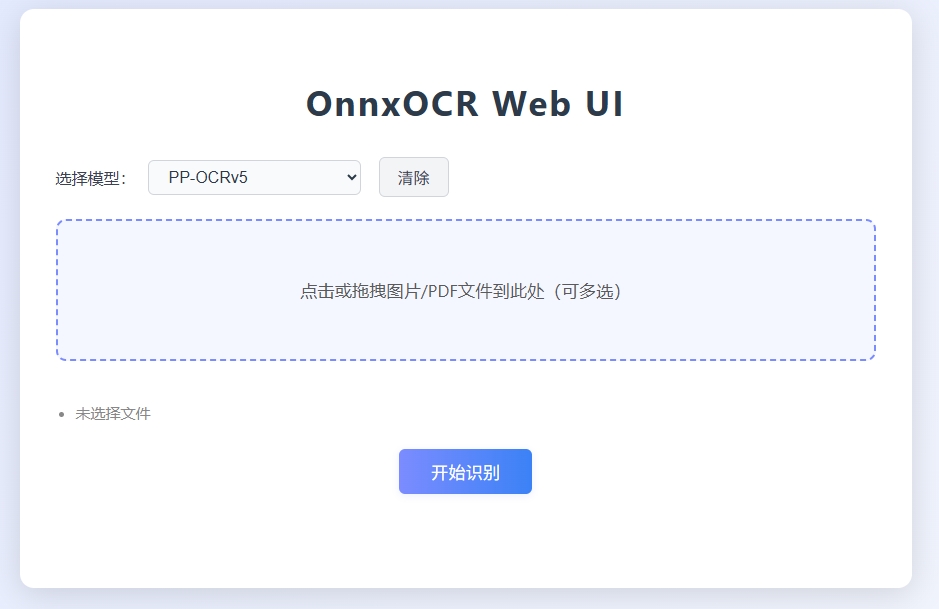 OnnxOCR Web UI
选择模型： PP-OCRv5 清除
点击或拖拽图片/PDF文件到此处（可多选）
未选择文件
开始识别